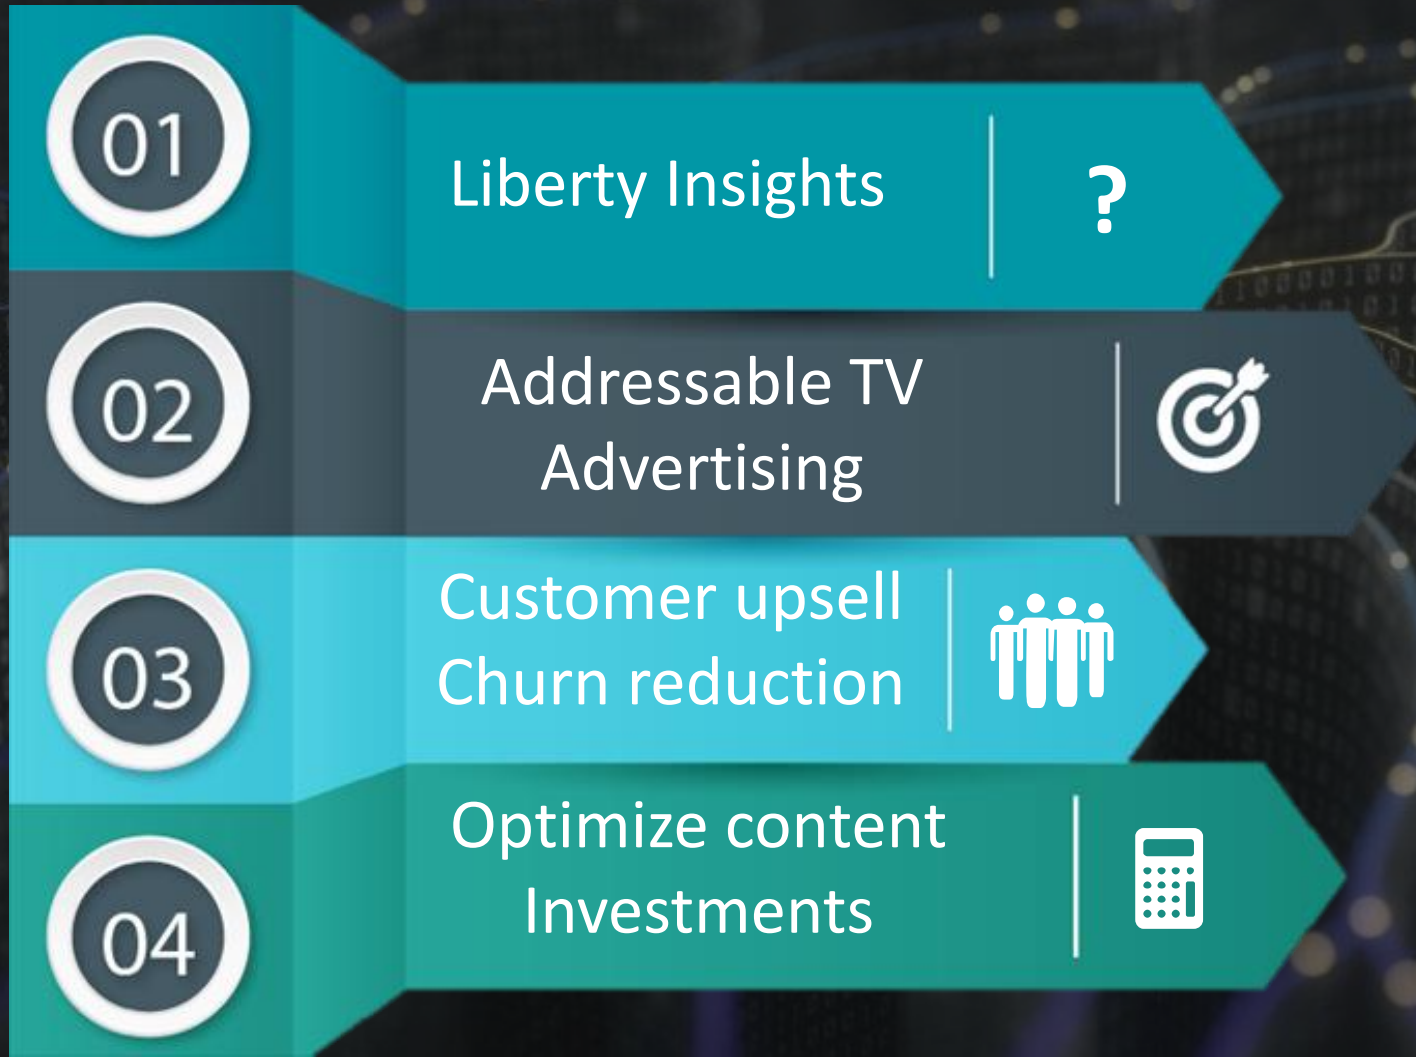 01
Liberty Insights
?
02
Addressable TV
Advertising
03
Customer upsell
Churn reduction
04
Optimize content
Investments